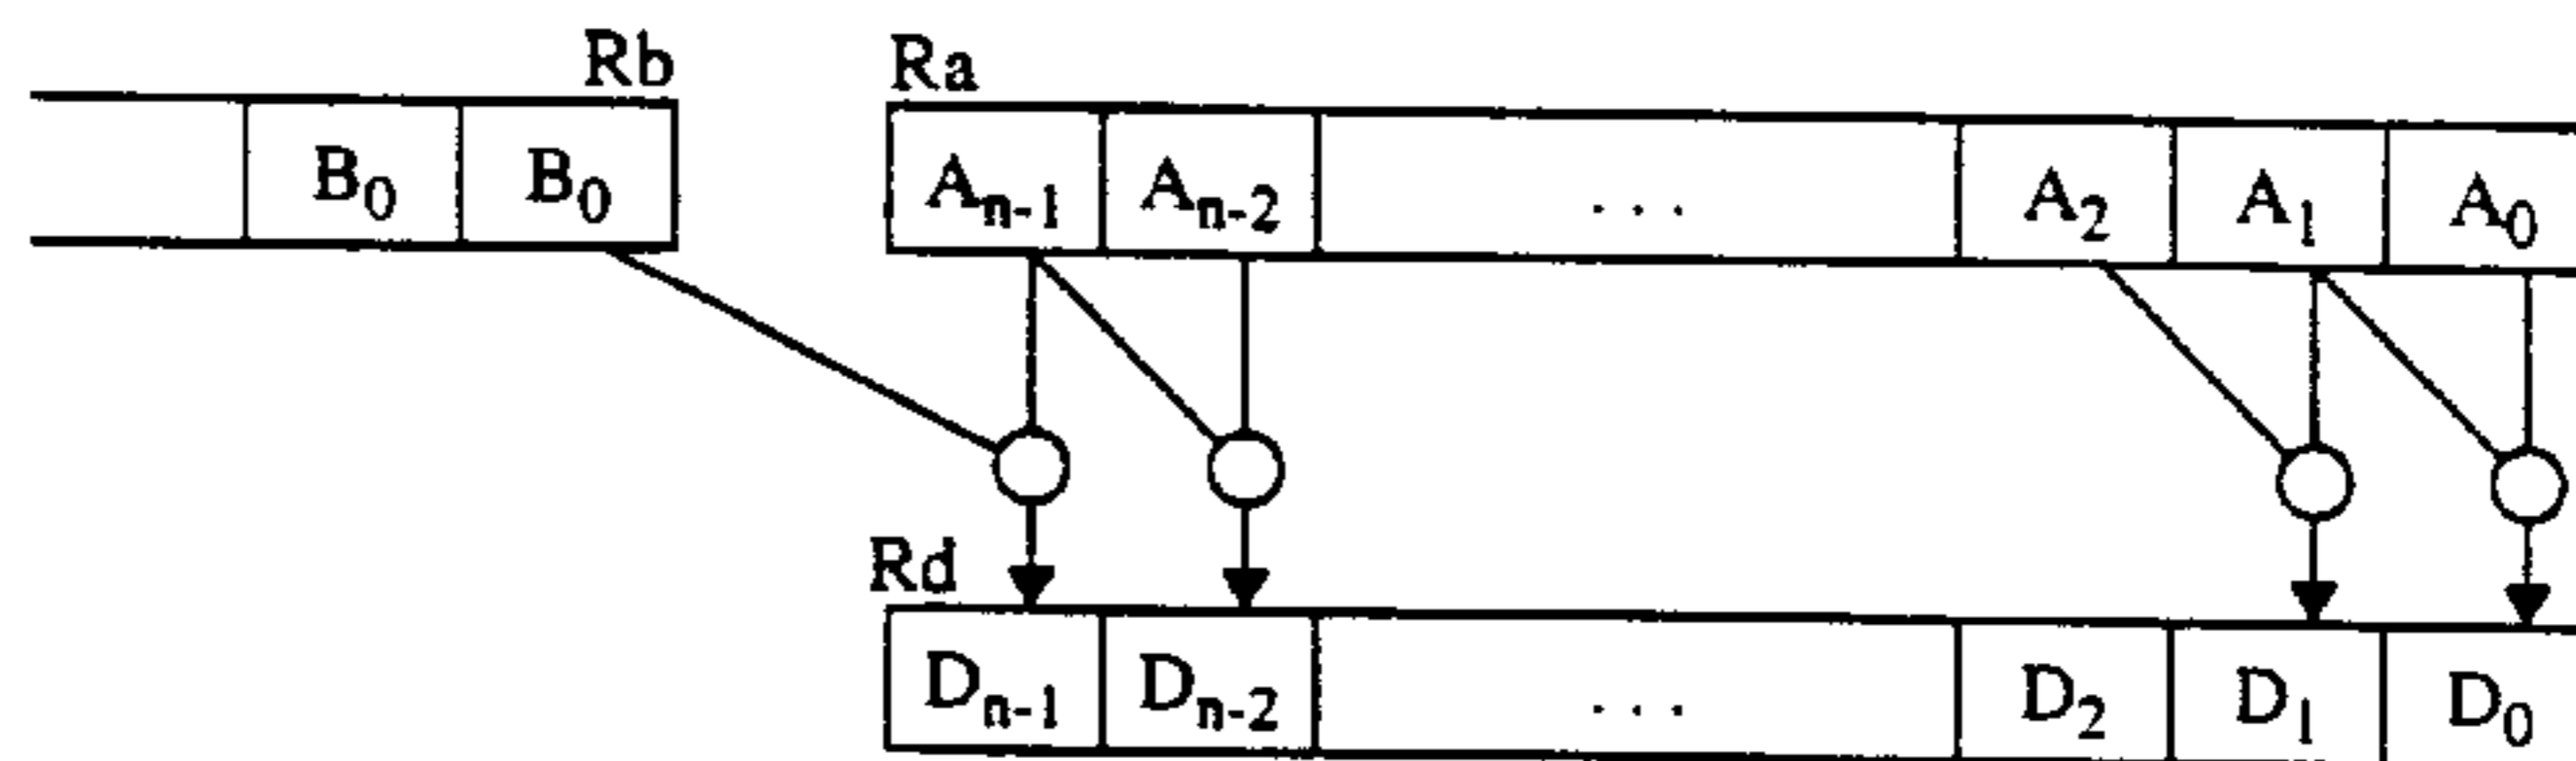 Rb Ra
B0 B0 An-1 An-2 ... A2 A1 A0
Rd
Dn-1 Dn-2 ... D2 D1 D0